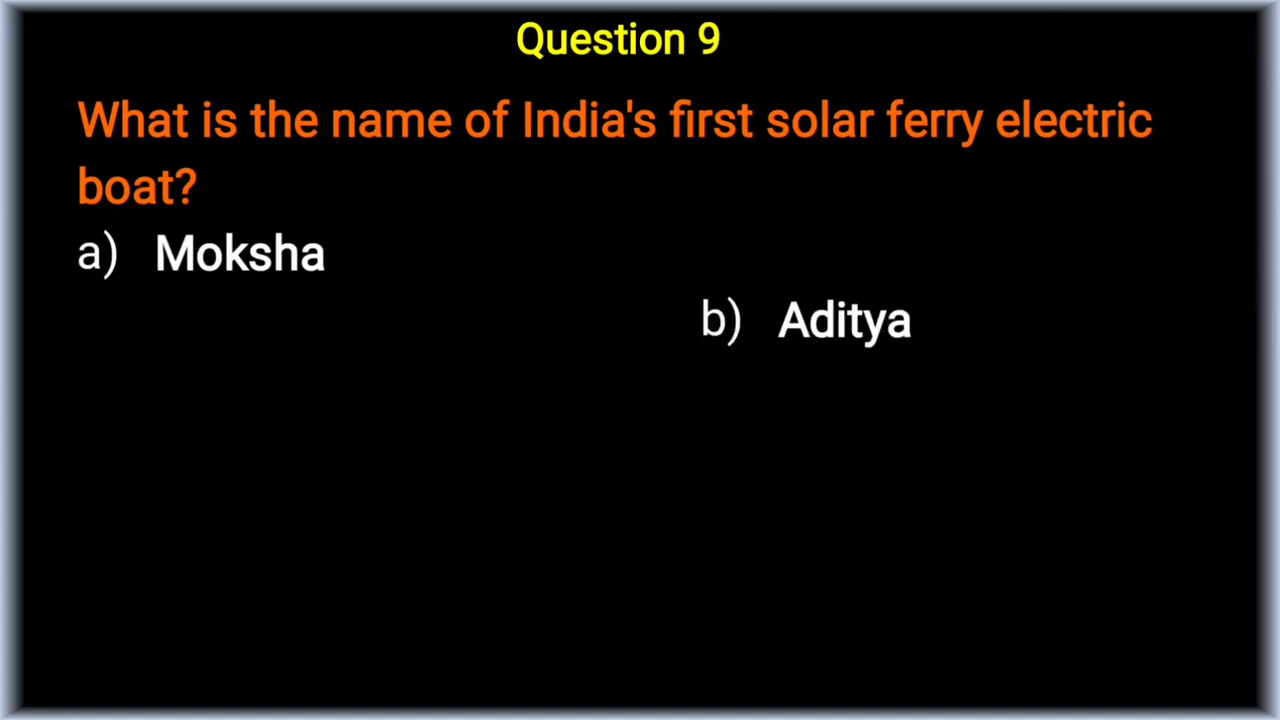 Question 9
What is the name of India's first solar ferry electric
boat?
a) Moksha
b) Aditya